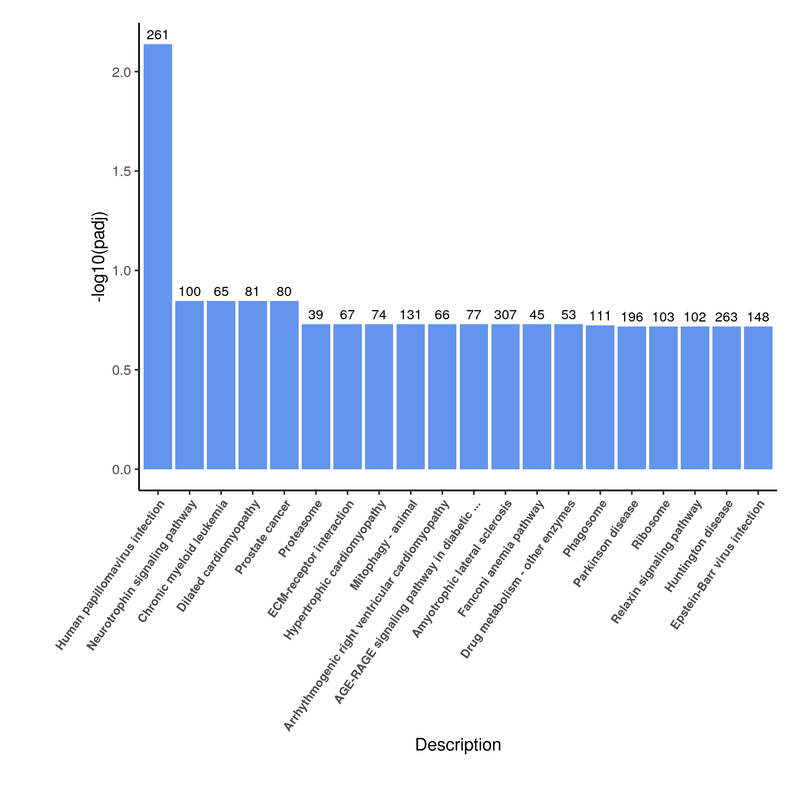 261
100
65
81
80
39
67
74
131
66
77
307
45
53
111
196
103
102
263
148
2.0
1.5
1.0
0.5
0.0
-log10(padj)
Human papillomavirus infection
Neurotrophin signaling pathway
Chronic myeloid leukemia
Dilated cardiomyopathy
Prostate cancer
Proteasome
ECM-receptor interaction
Hypertrophic cardiomyopathy
Mitophagy - animal
Arrhythmogenic right ventricular cardiomyopathy
AGE-RAGE signaling pathway in diabetic ...
Amyotrophic lateral sclerosis
Fanconi anemia pathway
Drug metabolism - other enzymes
Phagosome
Parkinson disease
Ribosome
Relaxin signaling pathway
Huntington disease
Epstein-Barr virus infection
Description